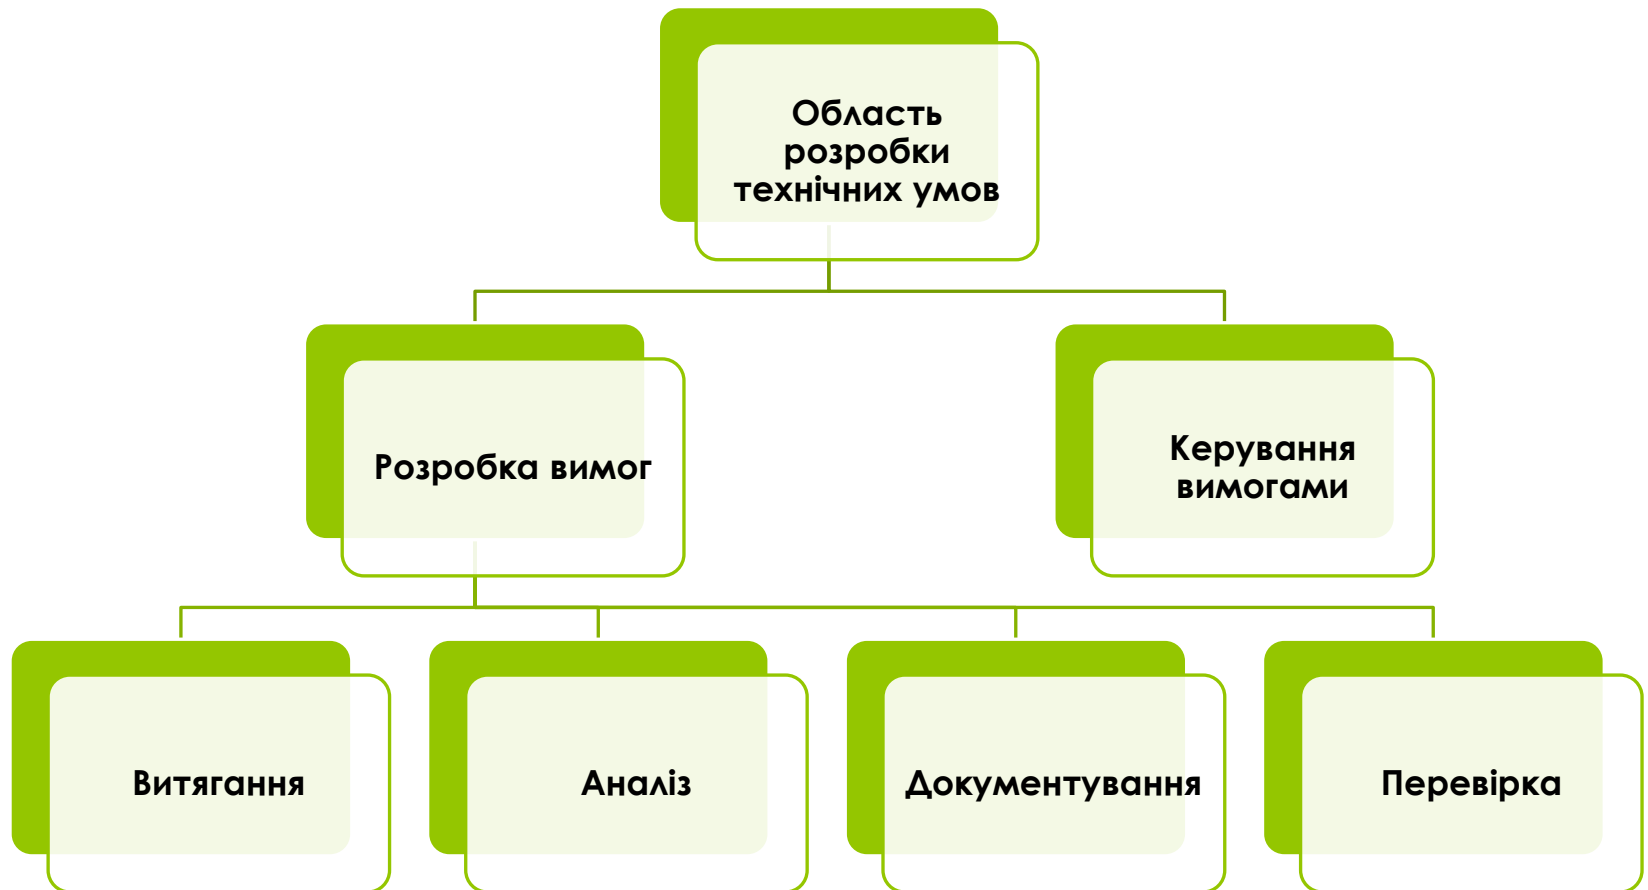 Область
розробки
технічних умов
Розробка вимог
Керування
вимогами
Витягання
Аналіз
Документування
Перевірка